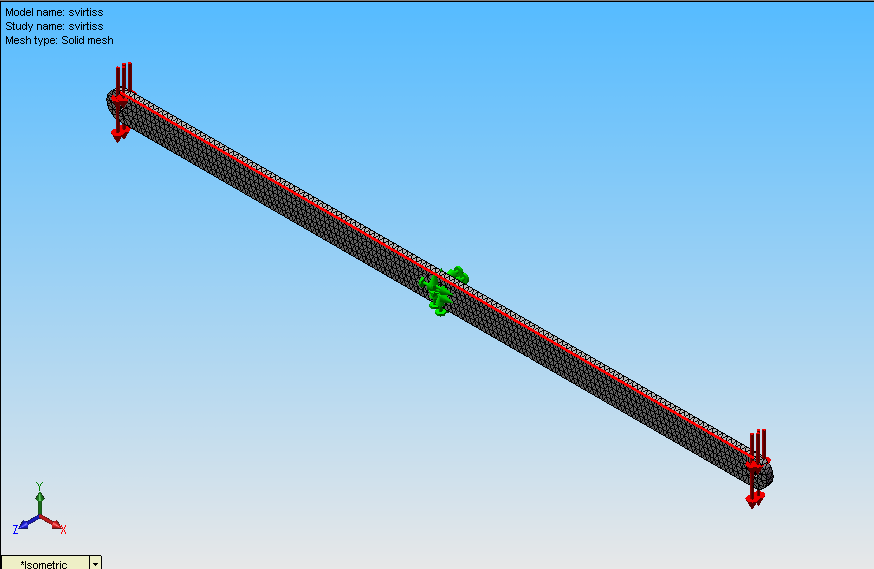 Model name: svirtiss
Study name: svirtiss
Mesh type: Solid mesh
Y
Z
X
*Isometric